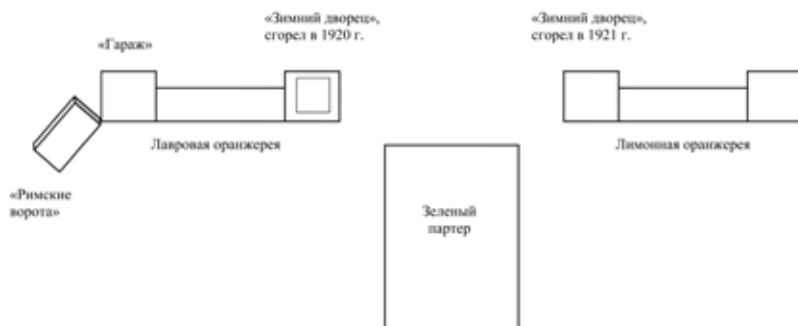 «Зимний дворец»,
сгорел в 1920 г.
«Зимний дворец»,
сгорел в 1921 г.
«Гараж»
Лавровая оранжерея
Лимонная оранжерея
«Римские
ворота»
Зеленый
партер